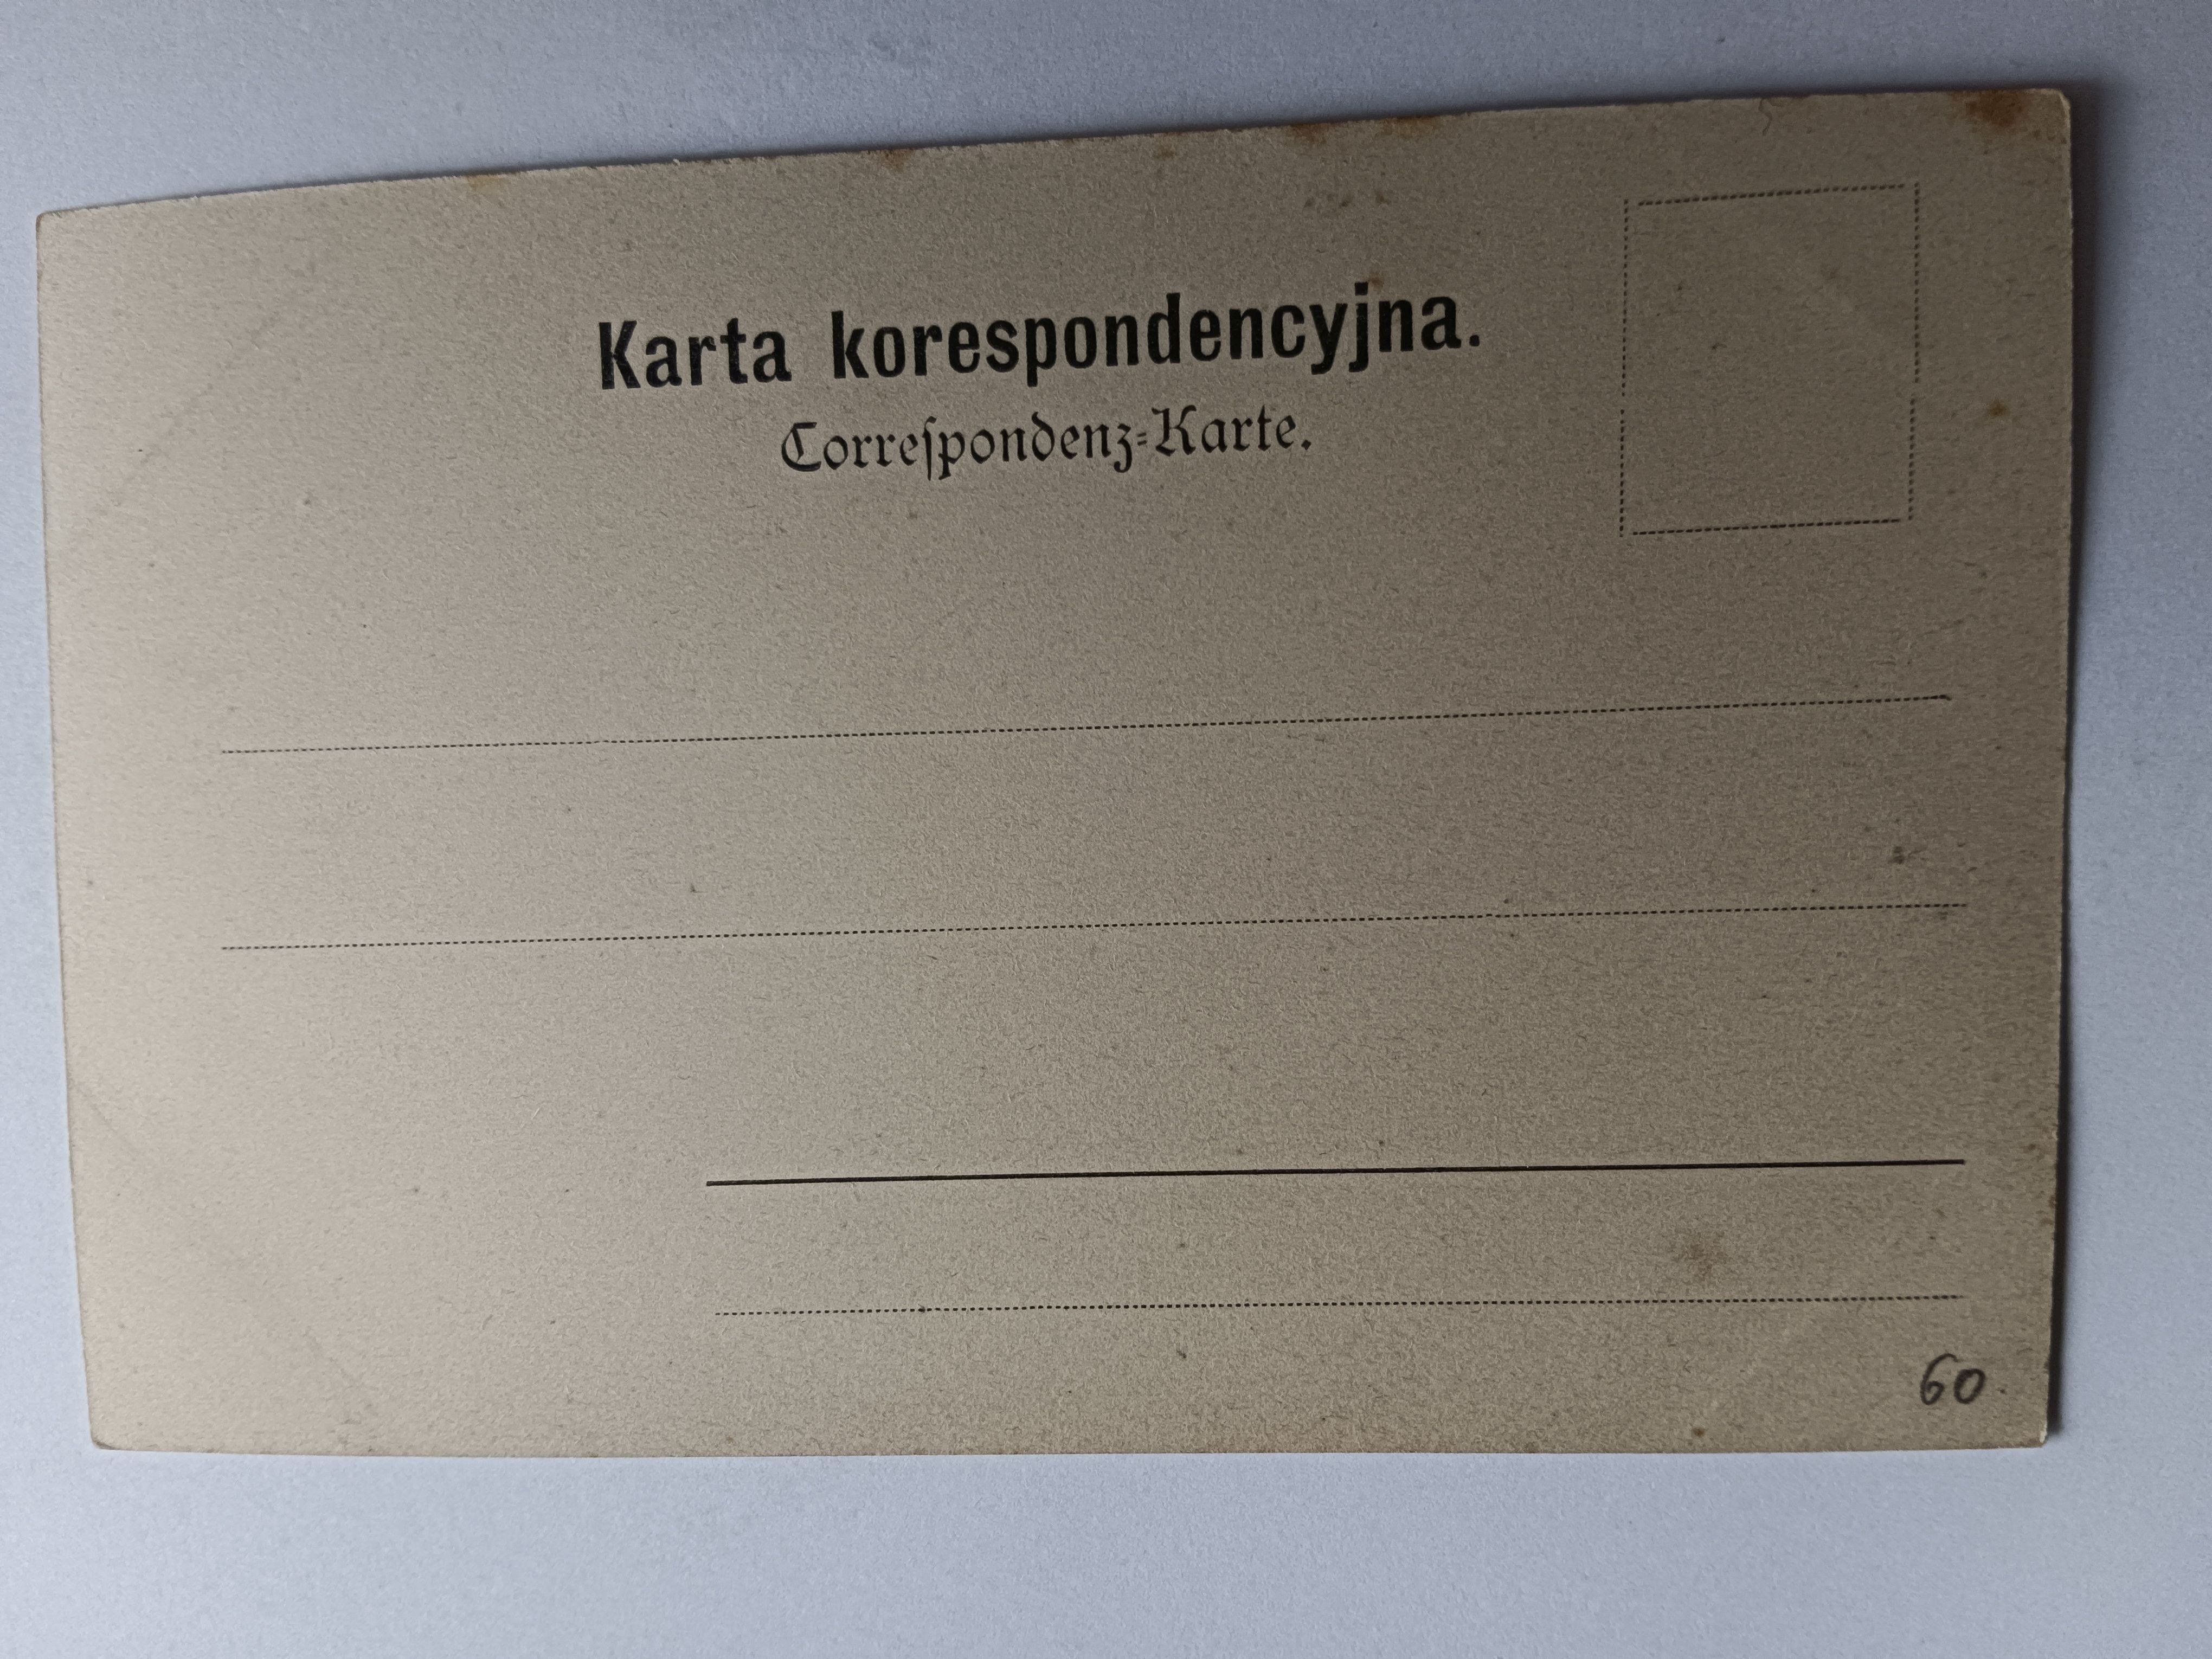 Karta korespondencyjna.
Correſpondenz-Karte.
60